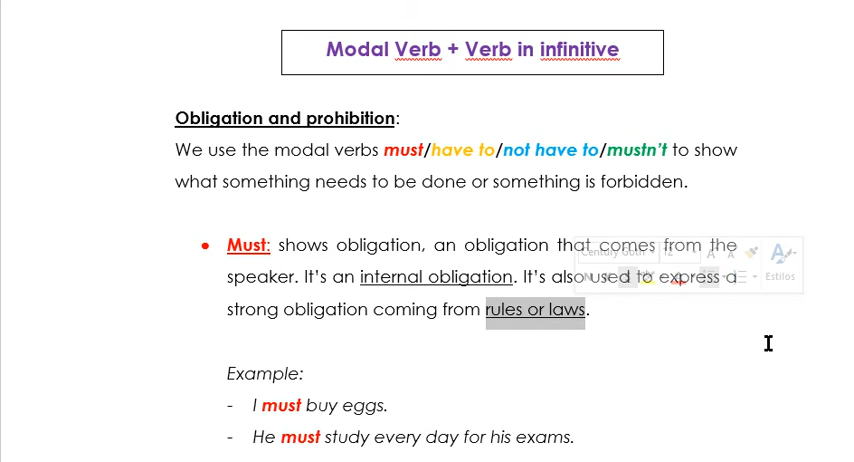 Modal Verb + Verb in infinitive
Obligation and prohibition:
We use the modal verbs must/have to/not have to/mustn't to show
what something needs to be done or something is forbidden.
• Must: shows obligation, an obligation that comes from the
speaker. It's an internal obligation. It's also used to express a
strong obligation coming from rules or laws.
Example:
- I must buy eggs.
- He must study every day for his exams.
Estilos